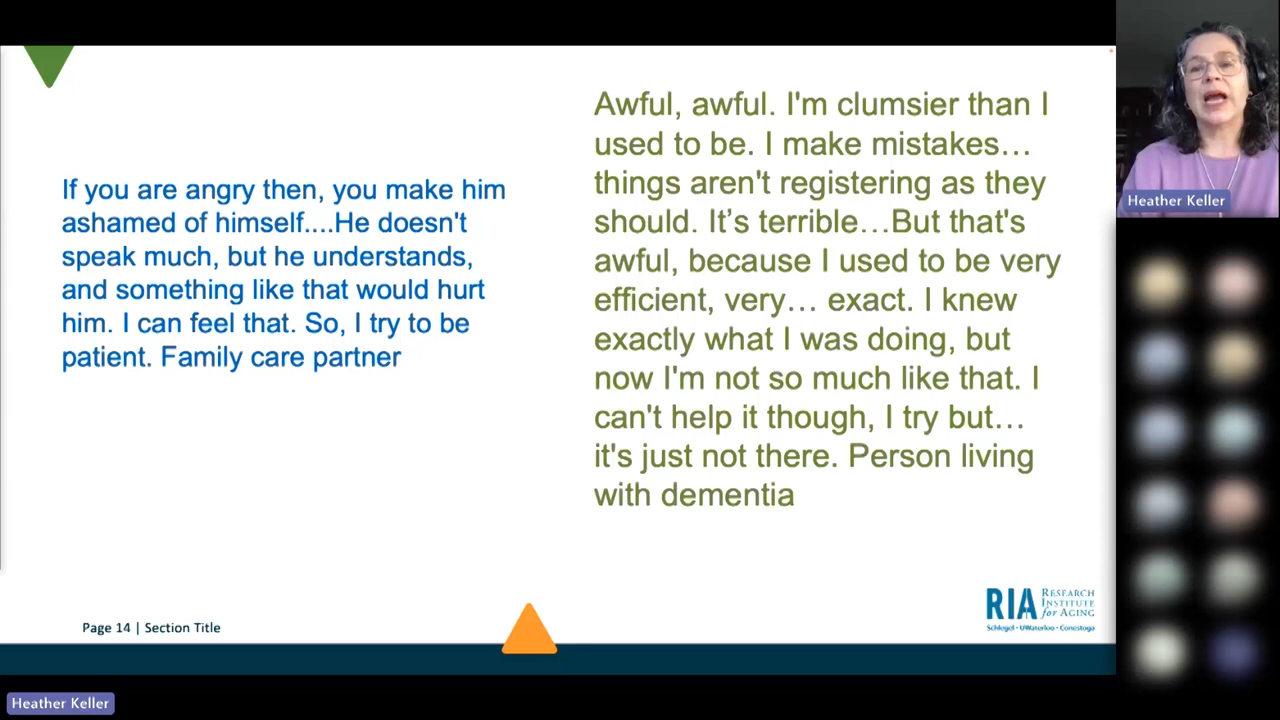 If you are angry then, you make him
ashamed of himself....He doesn't
speak much, but he understands,
and something like that would hurt
him. I can feel that. So, I try to be
patient. Family care partner
Awful, awful. I'm clumsier than I
used to be. I make mistakes…
things aren't registering as they
should. It’s terrible…But that's
awful, because I used to be very
efficient, very… exact. I knew
exactly what I was doing, but
now I'm not so much like that. I
can't help it though, I try but…
it's just not there. Person living
with dementia
Heather Keller
Page 14 | Section Title
RIA RESEARCH
INSTITUTE
for AGING
Schlegel • UWaterloo • Conestoga
Heather Keller